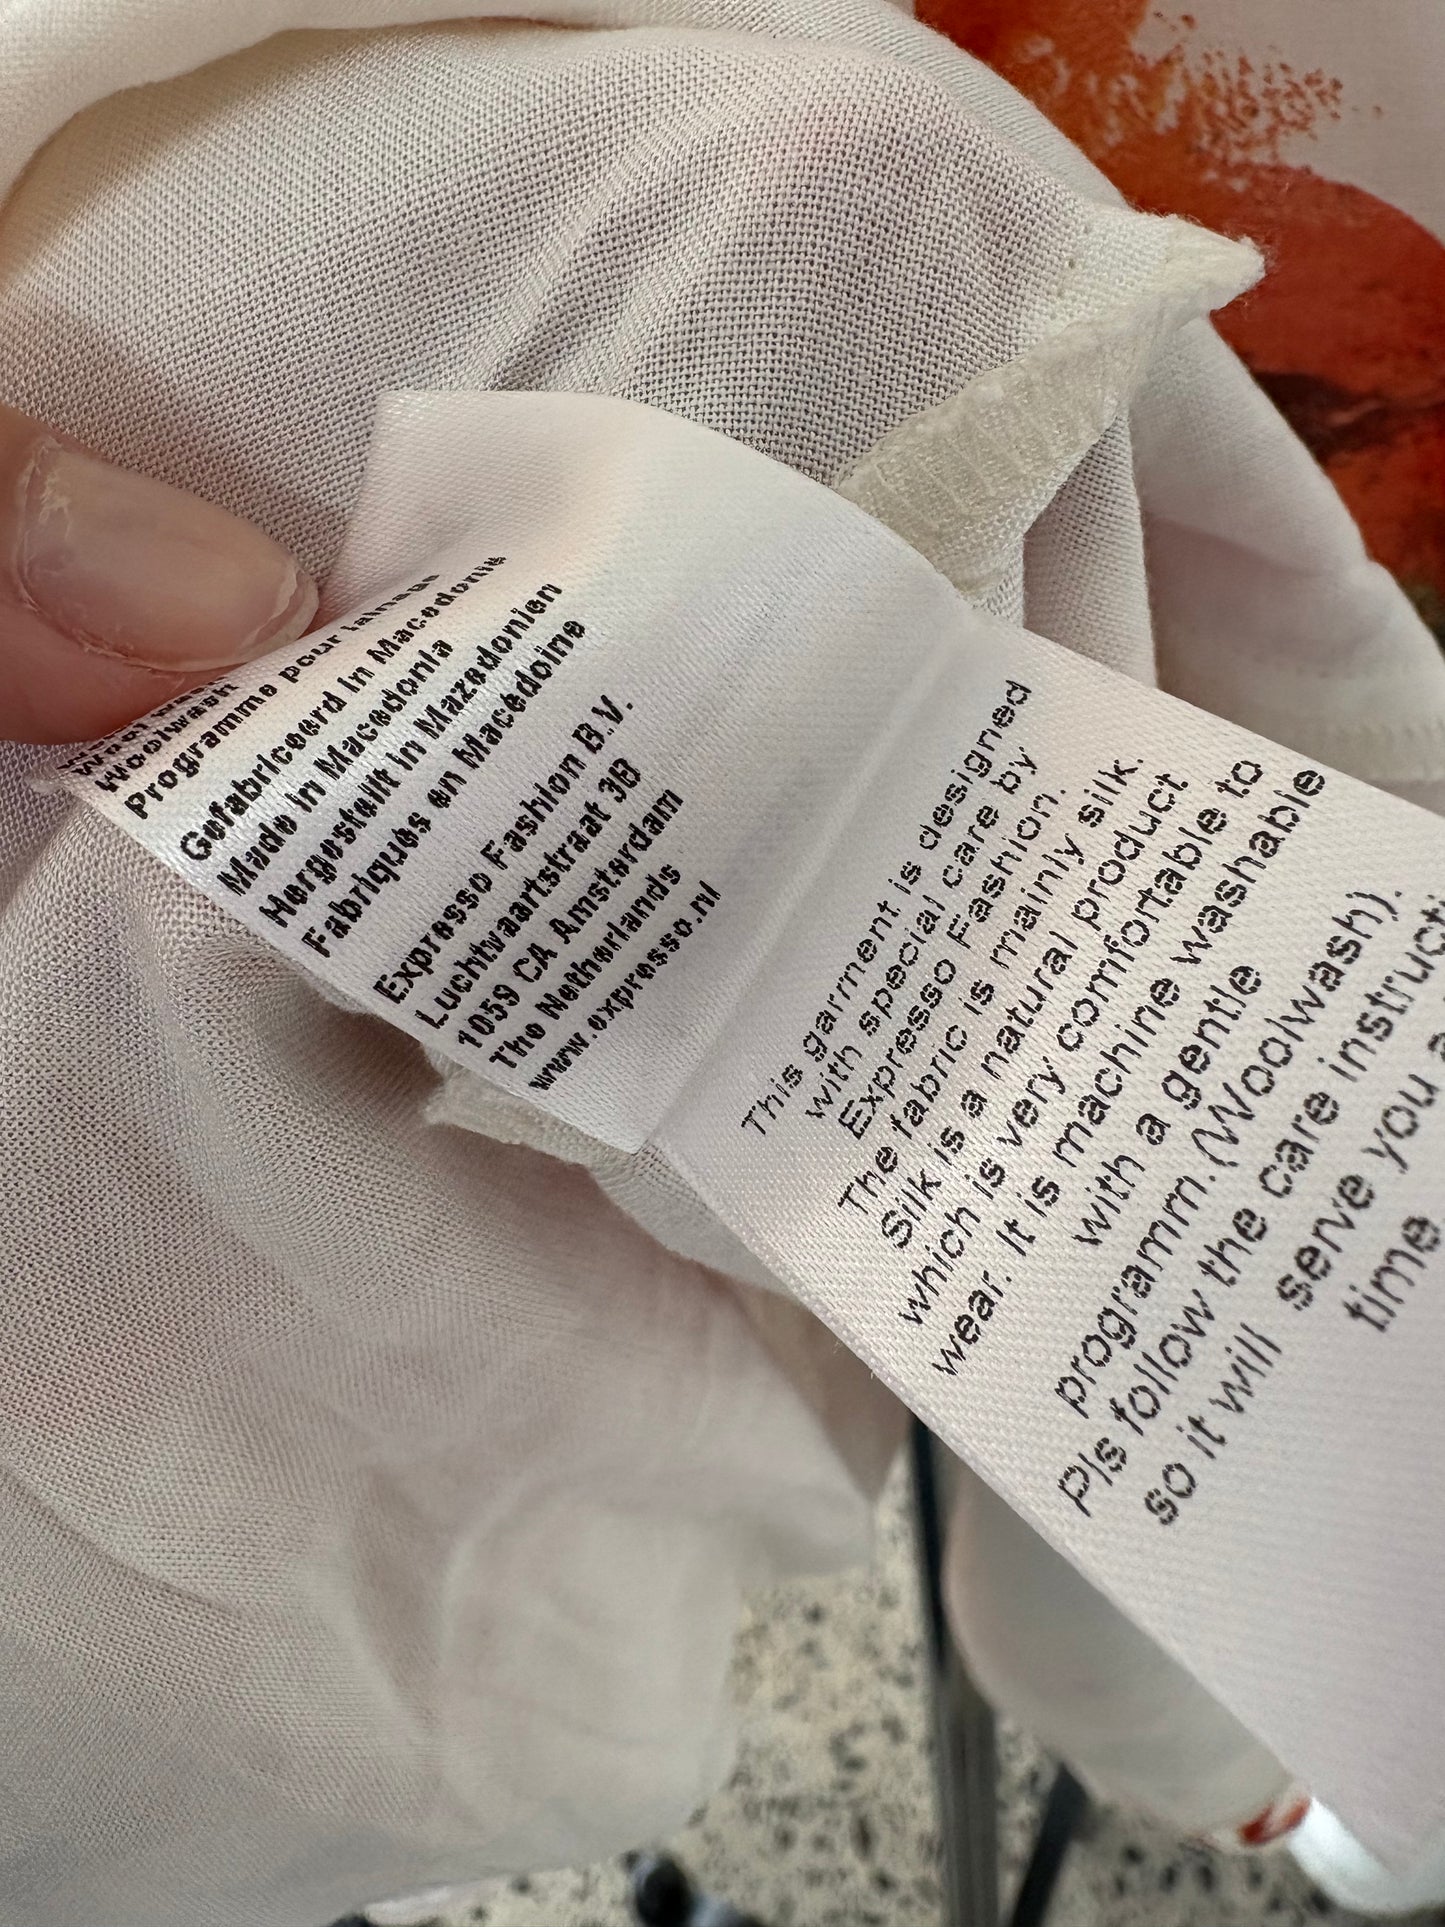 Woolwash
Programme pour lainage
Gefabriceerd in Macedonie
Made in Macedonia
Hergestellt in Mazedonien
Fabriques en Macedoine
Expresso Fashion B.V.
Luchtvaartstraat 3B
1059 CA Amsterdam
The Netherlands
www.expresso.nl
This garment is designed
with special care by
Expresso Fashion.
The fabric is mainly silk.
Silk is a natural product
which is very comfortable to
wear. It is machine washable
with a gentle
programm. (Woolwash).
Pls follow the care
so it will serve you
time